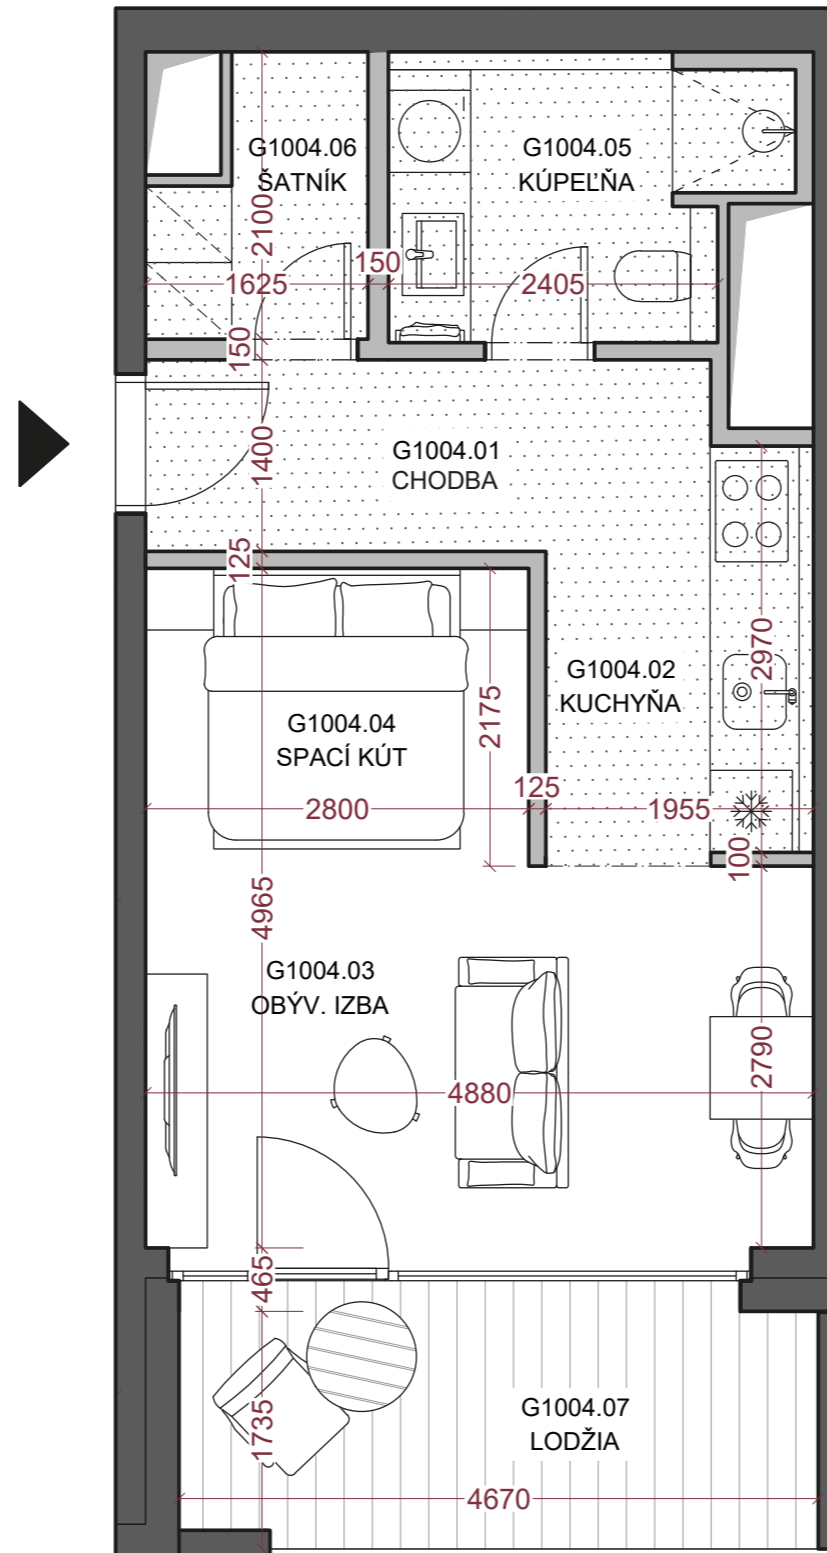 G1004.06
ŠATNÍK
G1004.05
KÚPEĽŇA
2100
1625
150
2405
150
G1004.01
CHODBA
1400
125
2970
G1004.02
KUCHYŇA
2175
G1004.04
SPACÍ KÚT
125
2800
1955
100
4965
G1004.03
OBÝV. IZBA
2790
4880
465
G1004.07
LODŽIA
1735
4670